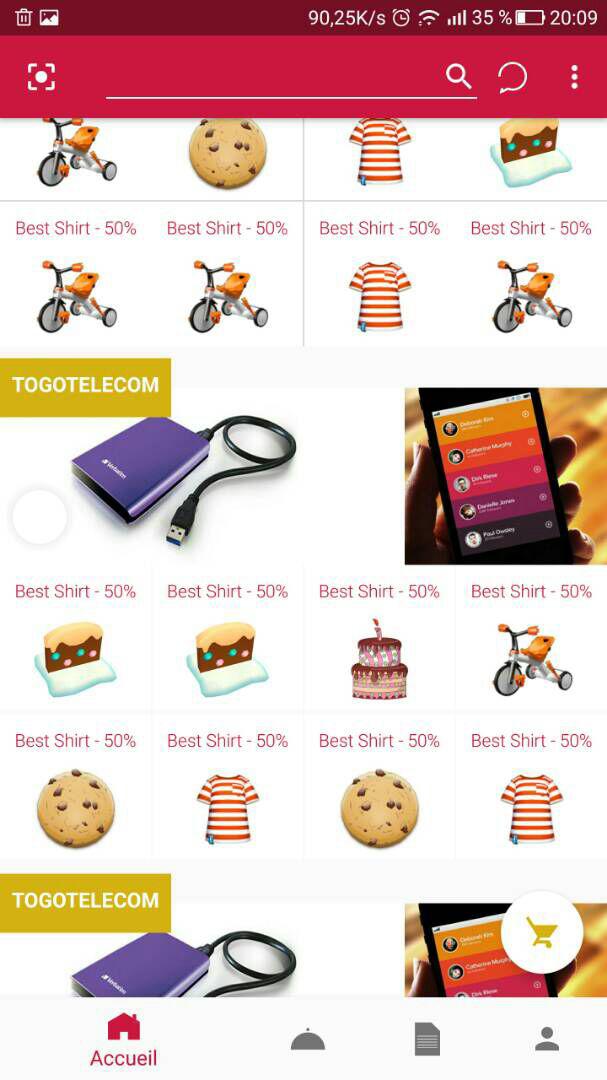 90,25K/s 35 % 20:09
Best Shirt - 50% Best Shirt - 50% Best Shirt - 50% Best Shirt - 50%
TOGOTELECOM
Verbatim
Deborah Kim
Catherine Murphy
Dirk Riese
Danielle Jones
Paul Owsley
Best Shirt - 50% Best Shirt - 50% Best Shirt - 50% Best Shirt - 50%
Best Shirt - 50% Best Shirt - 50% Best Shirt - 50% Best Shirt - 50%
TOGOTELECOM
Verbatim
Deborah Kim
Catherine Murphy
Dirk Riese
Accueil